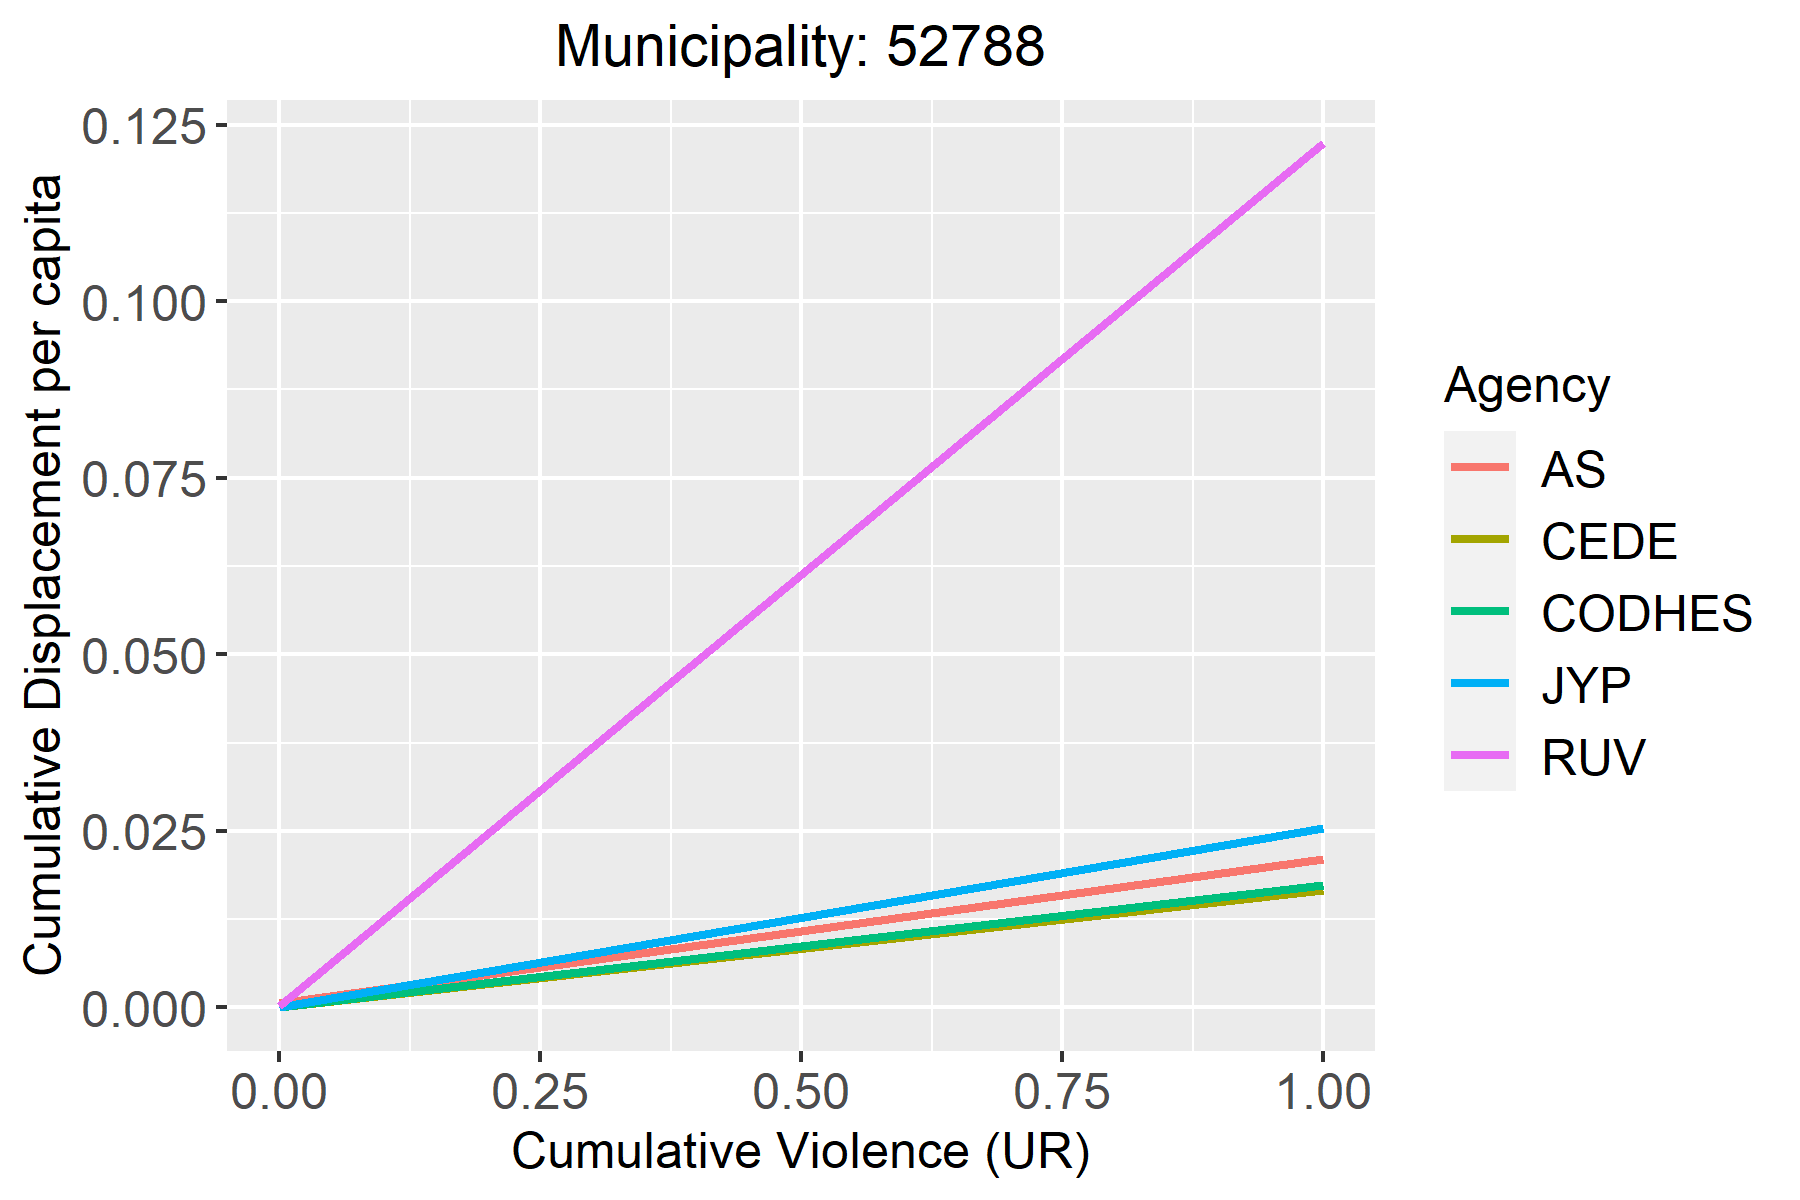 Municipality: 52788
Cumulative Displacement per capita
0.125
0.100
0.075
0.050
0.025
0.000
0.00 0.25 0.50 0.75 1.00
Cumulative Violence (UR)
Agency
AS
CEDE
CODHES
JYP
RUV